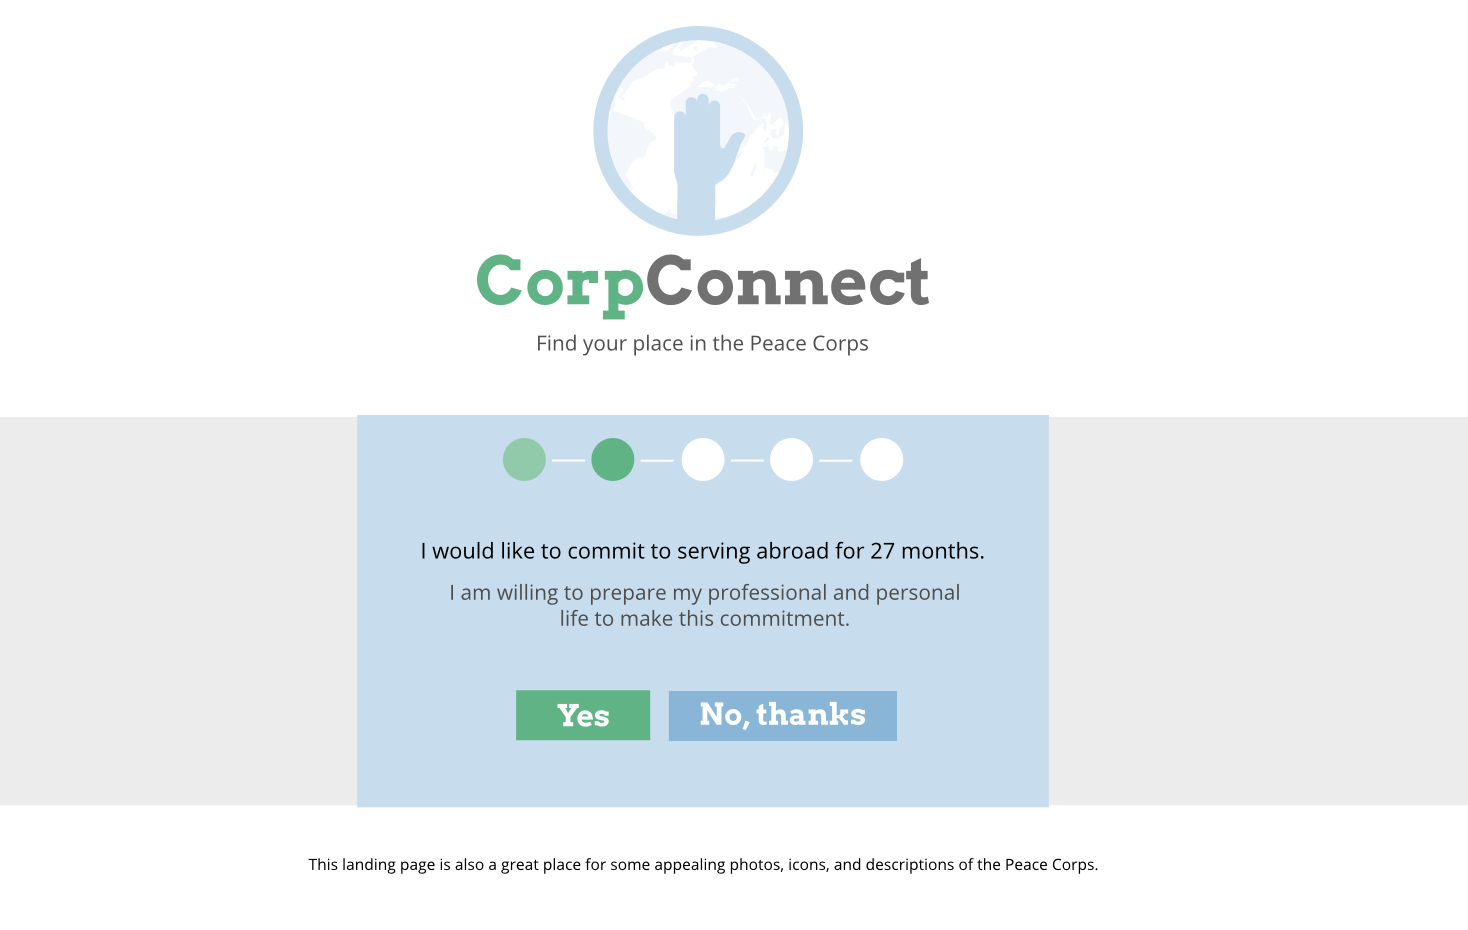 CorpConnect
Find your place in the Peace Corps
I would like to commit to serving abroad for 27 months.
I am willing to prepare my professional and personal
life to make this commitment.
Yes
No, thanks
This landing page is also a great place for some appealing photos, icons, and descriptions of the Peace Corps.